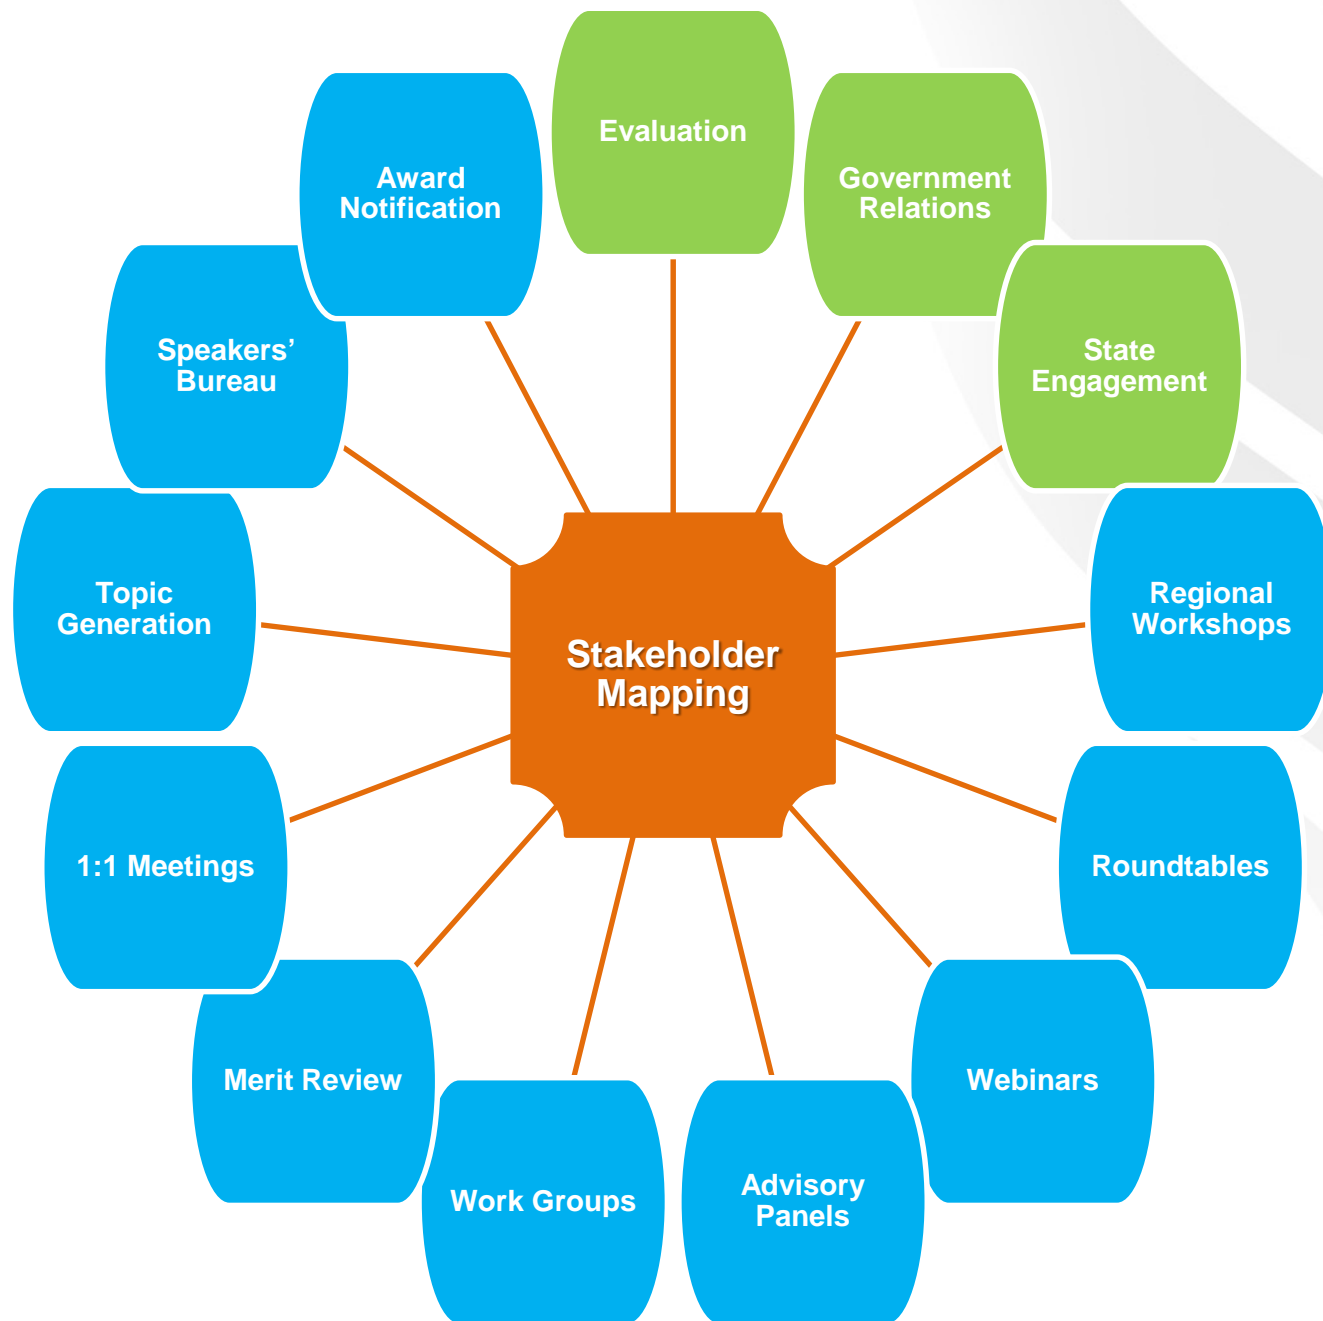 Evaluation
Government
Relations
State
Engagement
Regional
Workshops
Roundtables
Webinars
Advisory
Panels
Work Groups
Merit Review
1:1 Meetings
Topic
Generation
Speakers’
Bureau
Award
Notification
Stakeholder
Mapping